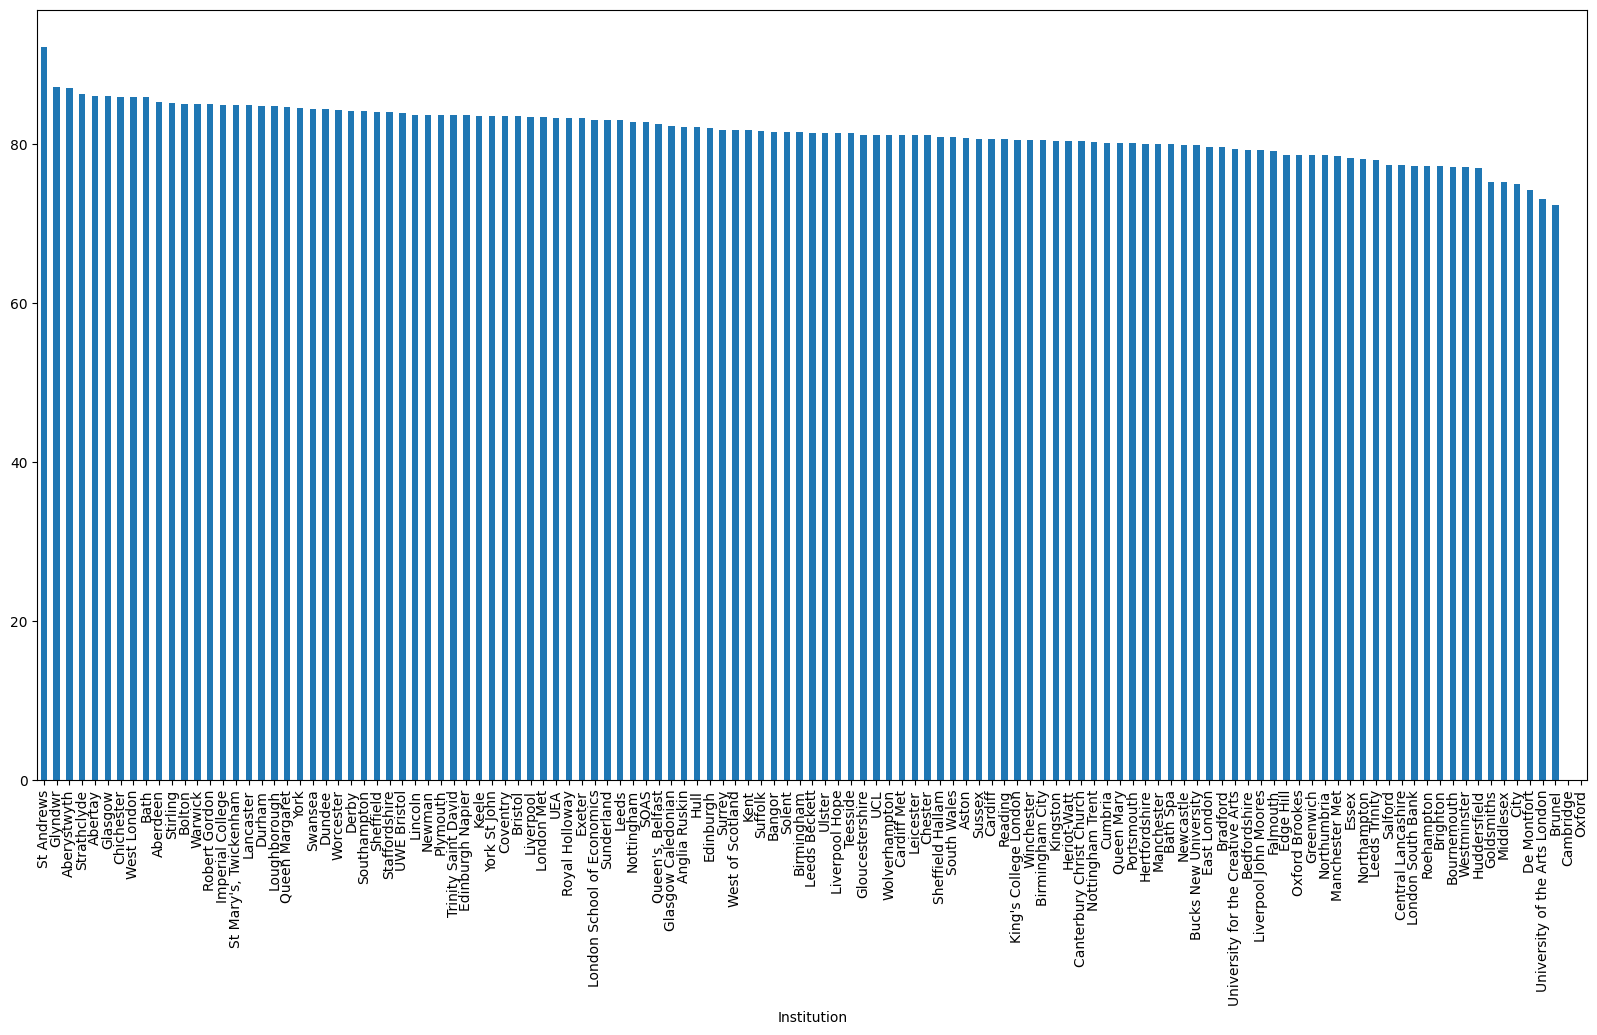 80
60
40
20
0
St Andrews
Glyndwr
Aberystwyth
Strathclyde
Abertay
Glasgow
Chichester
West London
Bath
Aberdeen
Stirling
Bolton
Warwick
Robert Gordon
Imperial College
St Mary's, Twickenham
Lancaster
Durham
Loughborough
Queen Margaret
York
Swansea
Dundee
Worcester
Derby
Southampton
Sheffield
Staffordshire
UWE Bristol
Lincoln
Newman
Plymouth
Trinity Saint David
Edinburgh Napier
Keele
York St John
Coventry
Bristol
Liverpool
London Met
UEA
Royal Holloway
Exeter
London School of Economics
Sunderland
Leeds
Nottingham
SOAS
Queen's, Belfast
Glasgow Caledonian
Anglia Ruskin
Hull
Edinburgh
Surrey
West of Scotland
Kent
Suffolk
Bangor
Solent
Birmingham
Leeds Beckett
Ulster
Liverpool Hope
Teesside
Gloucestershire
UCL
Wolverhampton
Cardiff Met
Leicester
Chester
Sheffield Hallam
South Wales
Aston
Sussex
Cardiff
Reading
King's College London
Winchester
Birmingham City
Kingston
Heriot-Watt
Canterbury Christ Church
Nottingham Trent
Cumbria
Queen Mary
Portsmouth
Hertfordshire
Manchester
Bath Spa
Newcastle
Bucks New University
East London
Bradford
University for the Creative Arts
Bedfordshire
Liverpool John Moores
Falmouth
Edge Hill
Oxford Brookes
Greenwich
Northumbria
Manchester Met
Essex
Northampton
Leeds Trinity
Salford
Central Lancashire
London South Bank
Roehampton
Brighton
Bournemouth
Westminster
Huddersfield
Goldsmiths
Middlesex
City
De Montfort
University of the Arts London
Brunel
Cambridge
Oxford
Institution